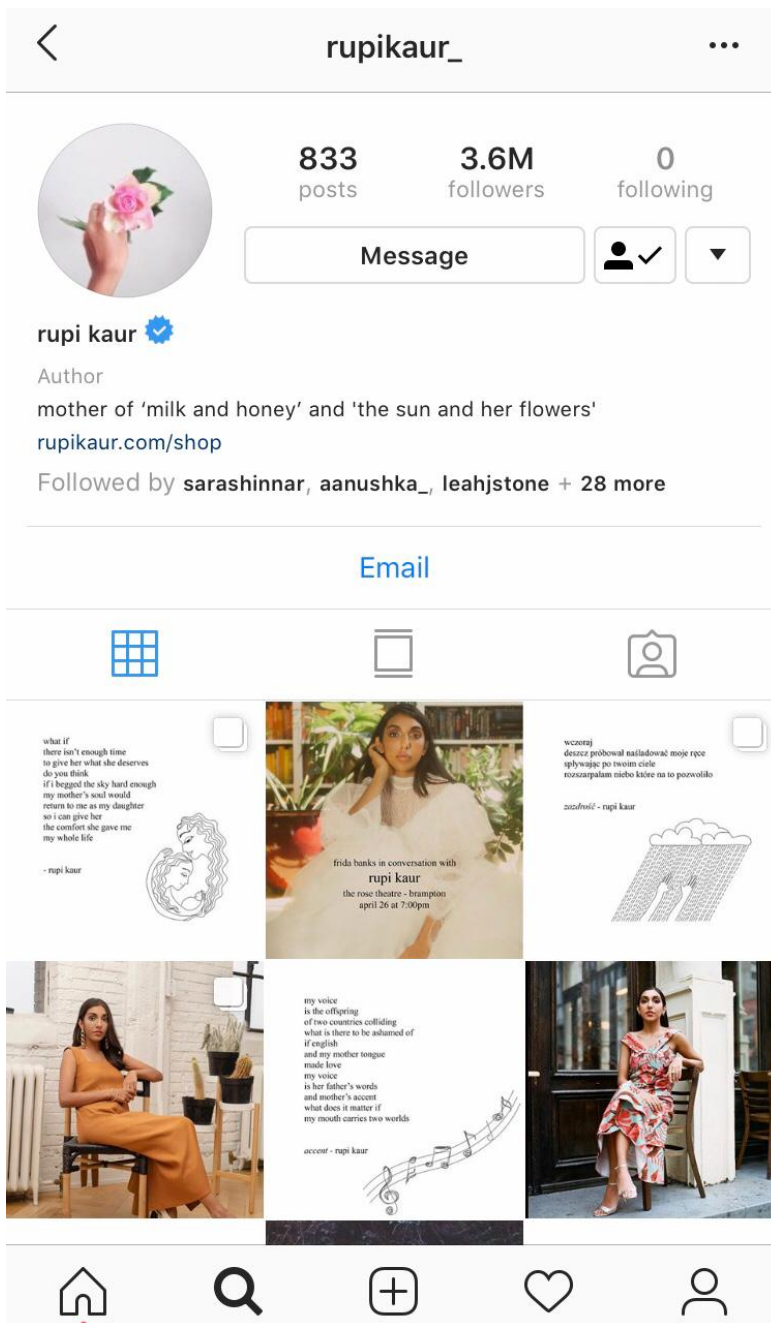 rupikaur_
833
posts
3.6M
followers
0
following
Message
rupi kaur
Author
mother of ‘milk and honey’ and 'the sun and her flowers'
rupikaur.com/shop
Followed by sarashinnar, aanushka_, leahjstone + 28 more
Email
what if
there isn't enough time
to give her what she deserves
do you think
if i begged the sky hard enough
my mother's soul would
return to me as my daughter
so i can give her
the comfort she gave me
my whole life
- rupi kaur
frida banks in conversation with
rupi kaur
the rose theatre - brampton
april 26 at 7:00pm
wczoraj
deszcz próbował naśladować moje ręce
spływając po twoim ciele
rozszarpałam niebo które na to pozwoliło
zazdrość - rupi kaur
my voice
is the offspring
of two countries colliding
what is there to be ashamed of
if english
and my mother tongue
made love
my voice
is her father's words
and mother's accent
what does it matter if
my mouth carries two worlds
accent - rupi kaur